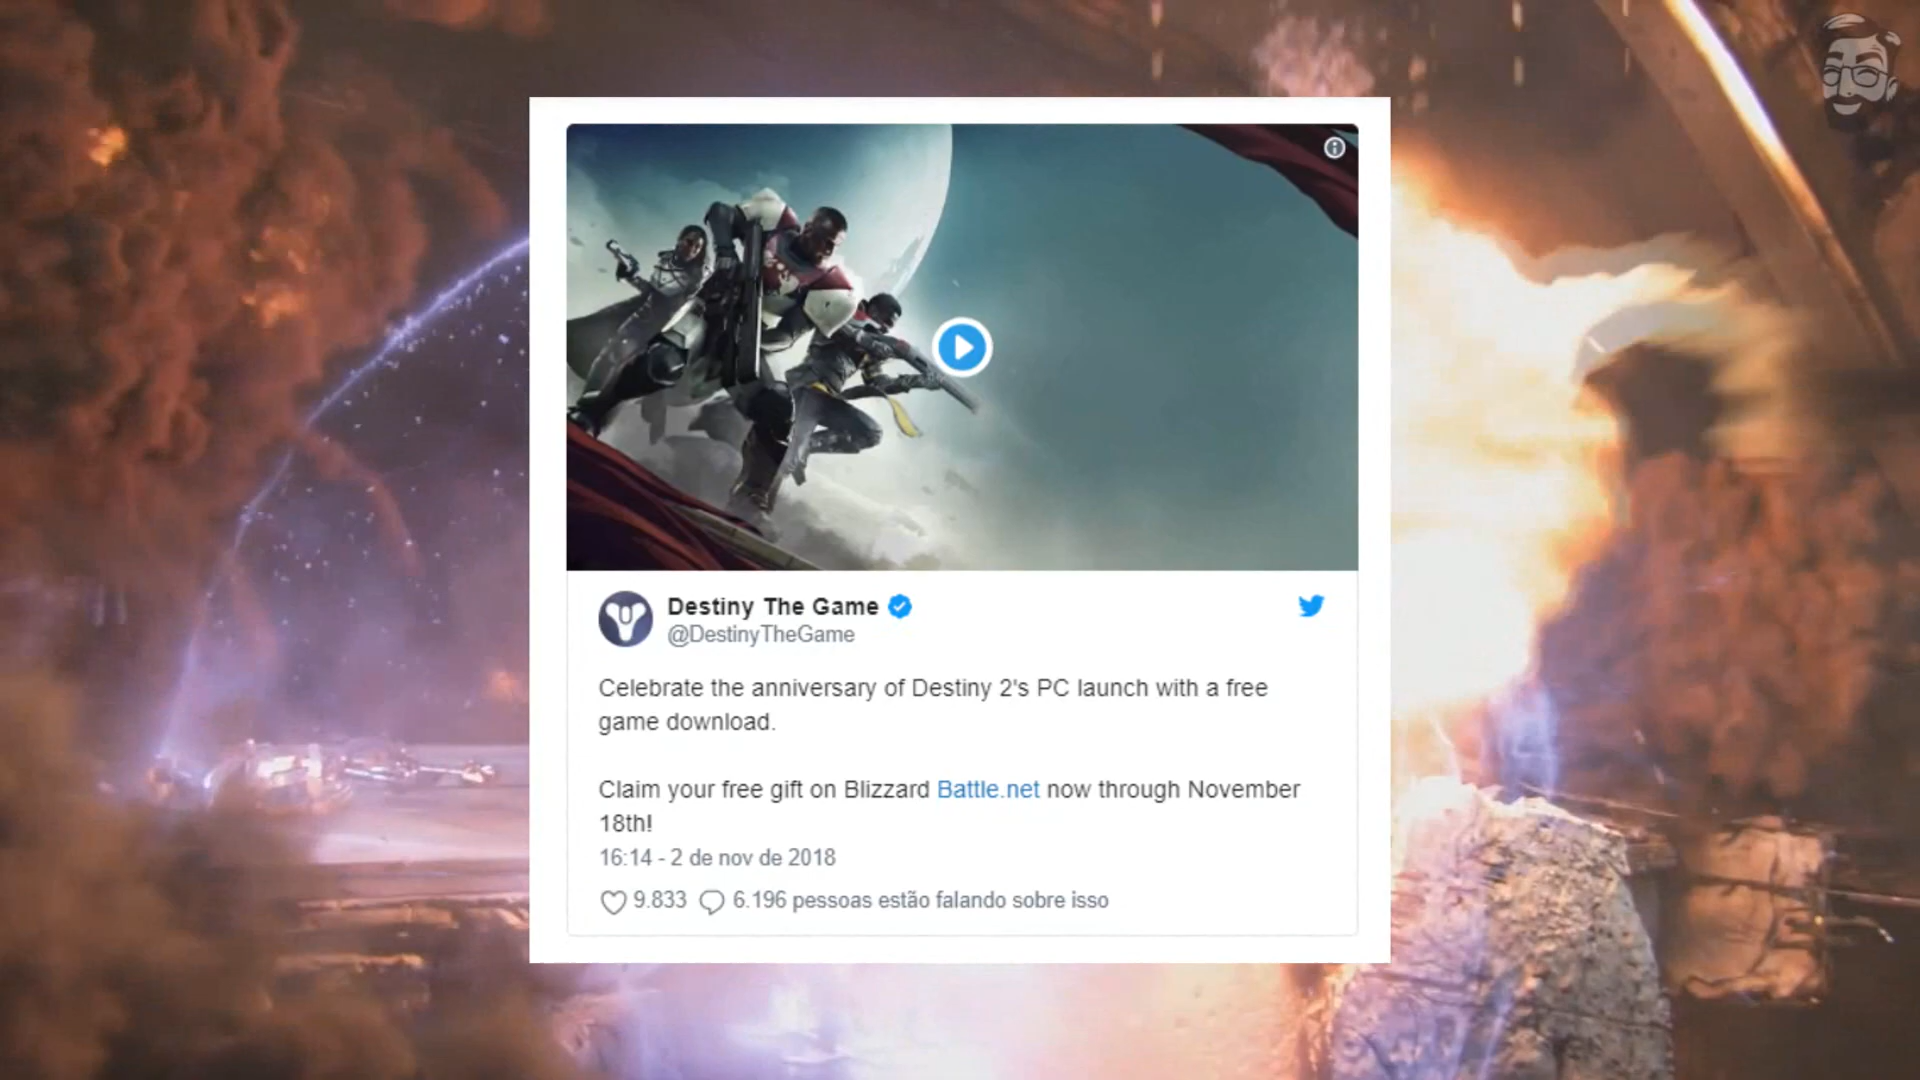 Destiny The Game
@DestinyTheGame
Celebrate the anniversary of Destiny 2's PC launch with a free
game download.
Claim your free gift on Blizzard Battle.net now through November
18th!
16:14 - 2 de nov de 2018
9.833 6.196 pessoas estão falando sobre isso